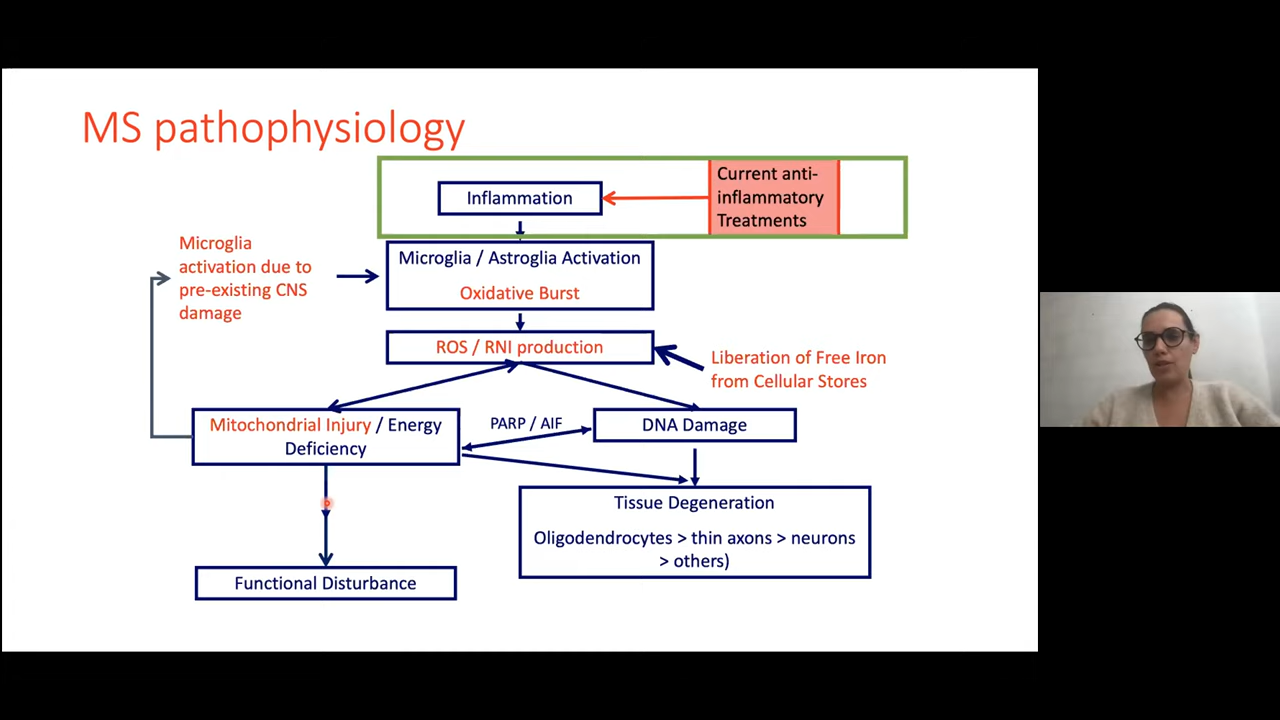 MS pathophysiology
Inflammation
Current anti-
inflammatory
Treatments
Microglia
activation due to
pre-existing CNS
damage
Microglia / Astroglia Activation
Oxidative Burst
ROS / RNI production
Liberation of Free Iron
from Cellular Stores
Mitochondrial Injury / Energy
Deficiency
PARP / AIF
DNA Damage
Tissue Degeneration
Oligodendrocytes > thin axons > neurons
> others)
Functional Disturbance